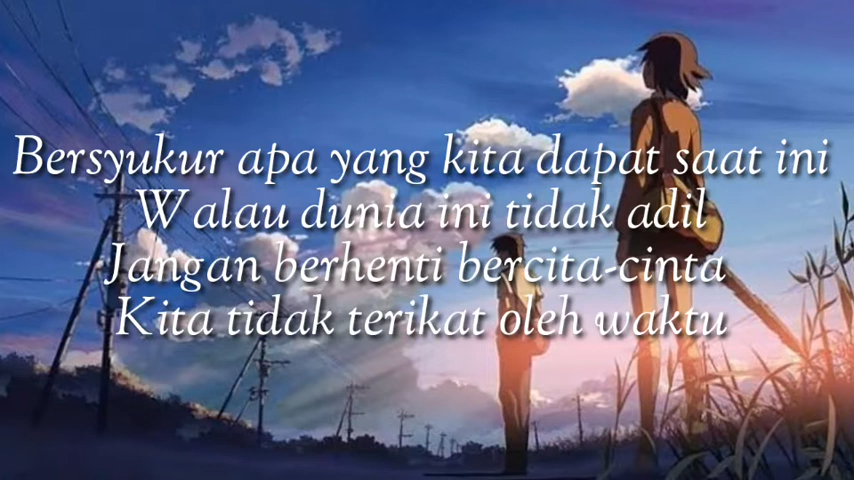 Bersyukur apa yang kita dapat saat ini
Walau dunia ini tidak adil
Jangan berhenti bercita-cinta
Kita tidak terikat oleh waktu